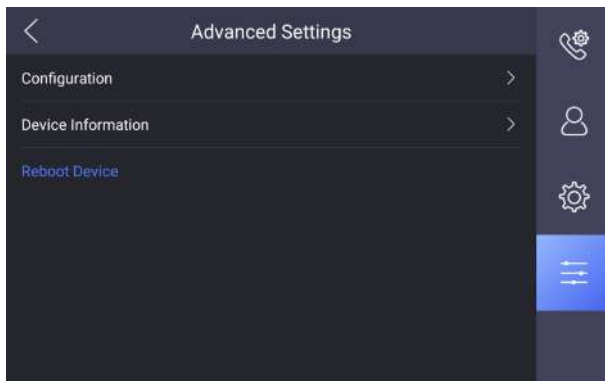 Advanced Settings
Configuration
Device Information
Reboot Device